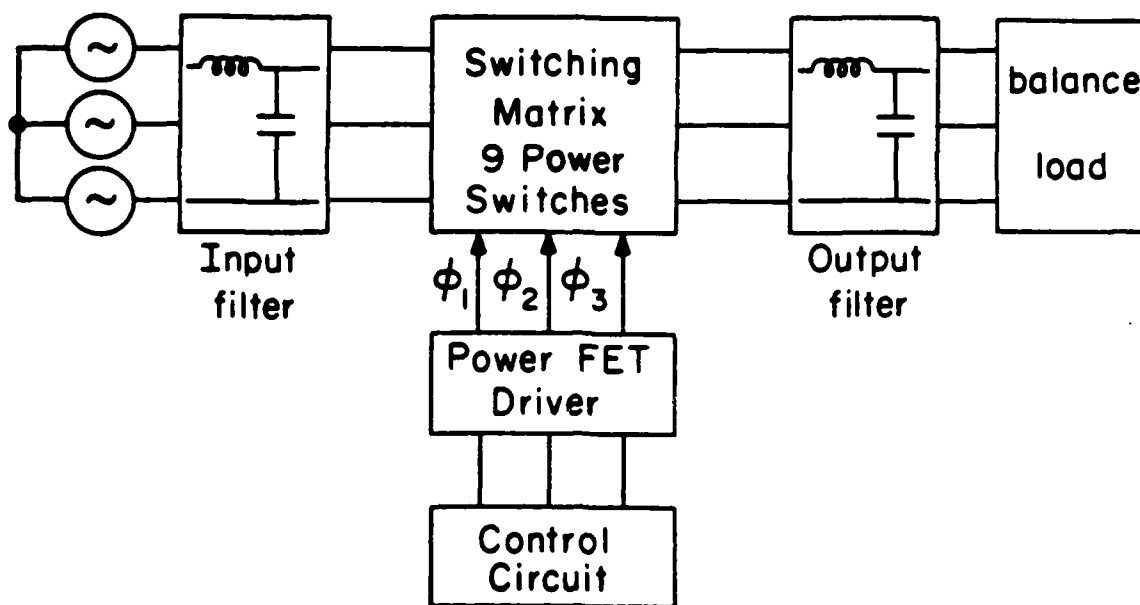 ~
~
~
Input
filter
Switching
Matrix
9 Power
Switches
Output
filter
balance
load
ϕ₁ ϕ₂ ϕ₃
Power FET
Driver
Control
Circuit